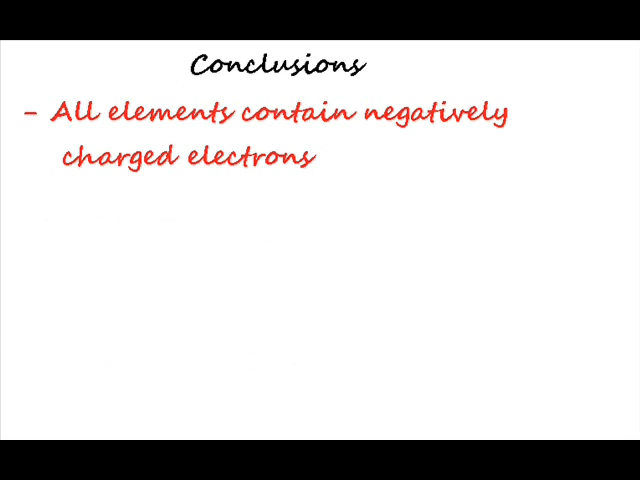 Conclusions
- All elements contain negatively
charged electrons